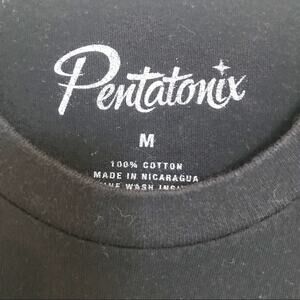 Pentatonix
M
100% COTTON
MADE IN NICARAGUA
WASH